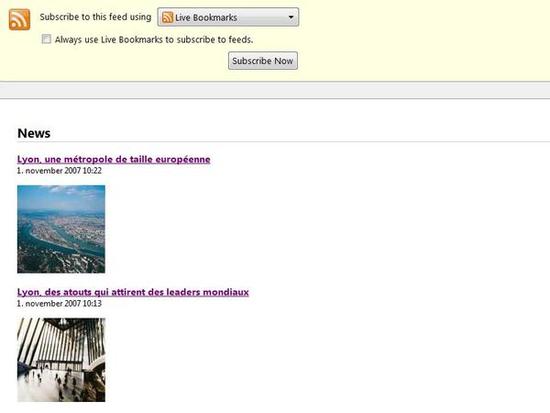 Subscribe to this feed using Live Bookmarks
Always use Live Bookmarks to subscribe to feeds.
Subscribe Now
News
Lyon, une métropole de taille européenne
1. november 2007 10:22
Lyon, des atouts qui attirent des leaders mondiaux
1. november 2007 10:13